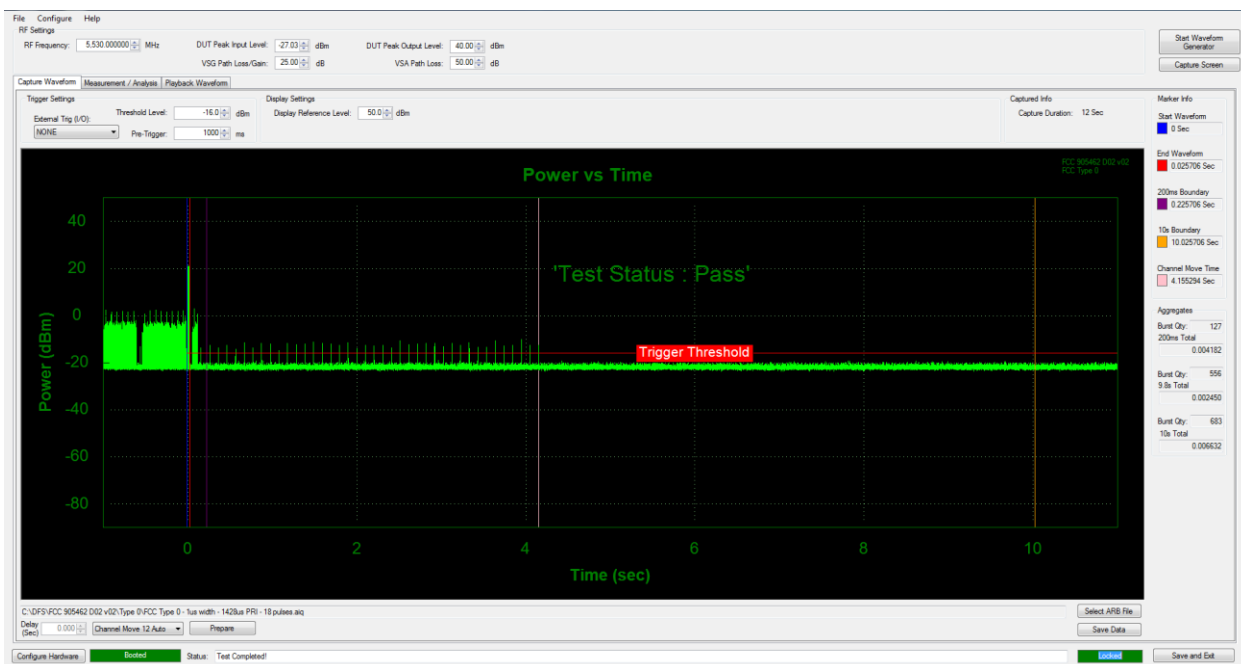 File Configure Help
RF Settings
RF Frequency: 5,530.000000 MHz DUT Peak Input Level: -27.03 dBm DUT Peak Output Level: 40.00 dBm
VSG Path Loss/Gain: 25.00 dB VSA Path Loss: 50.00 dB
Start Waveform Generator
Capture Screen
Capture Waveform Measurement / Analysis Playback Waveform
Trigger Settings
External Trig (I/O):
NONE
Threshold Level: -16.0 dBm
Pre-Trigger: 1000 ms
Display Settings
Display Reference Level: 50.0 dBm
Captured Info
Capture Duration: 12 Sec
FCC 905462 D02 v02
FCC Type 0
Power vs Time
'Test Status : Pass'
Trigger Threshold
Power (dBm)
40
20
0
-20
-40
-60
-80
0 2 4 6 8 10
Time (sec)
Marker Info
Start Waveform
0 Sec
End Waveform
0.025706 Sec
200ms Boundary
0.225706 Sec
10s Boundary
10.025706 Sec
Channel Move Time
4.155294 Sec
Aggregates
Burst Qty: 127
200ms Total
0.004182
Burst Qty: 556
9.8s Total
0.002450
Burst Qty: 683
10s Total
0.006632
C:\DFS\FCC 905462 D02 v02\Type 0\FCC Type 0 - 1us width - 1428us PRI - 18 pulses.aiq
Select ARB File
Delay (Sec) 0.000 Channel Move 12 Auto Prepare
Save Data
Configure Hardware Booted Status: Test Completed! Locked Save and Exit